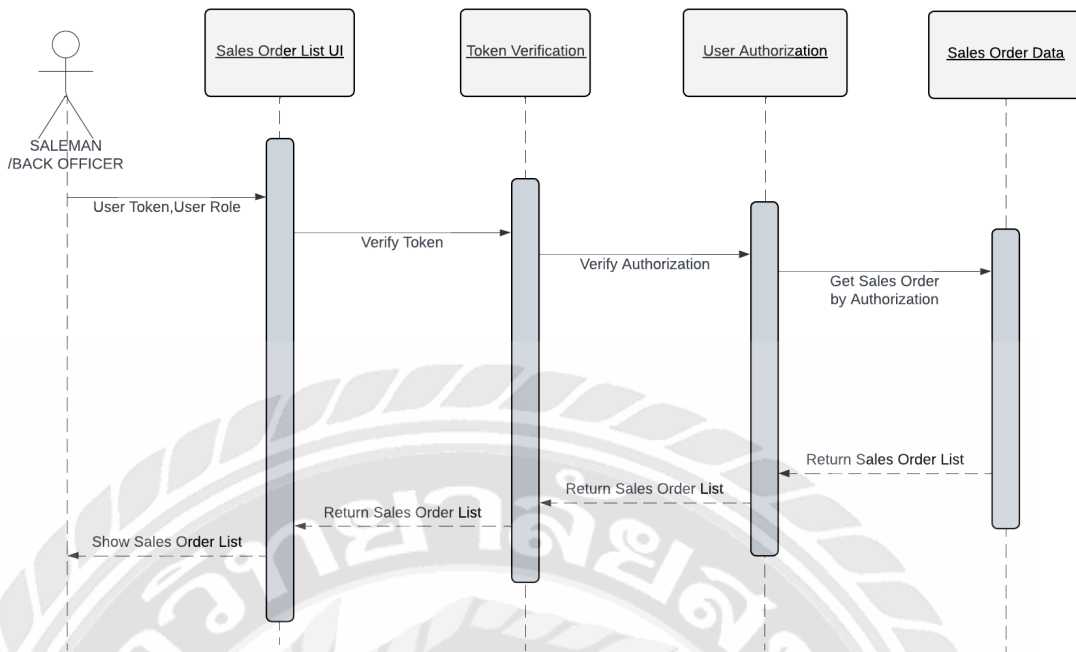 Sales Order List UI
Token Verification
User Authorization
Sales Order Data
SALEMAN
/BACK OFFICER
User Token,User Role
Verify Token
Verify Authorization
Get Sales Order
by Authorization
Return Sales Order List
Return Sales Order List
Return Sales Order List
Show Sales Order List